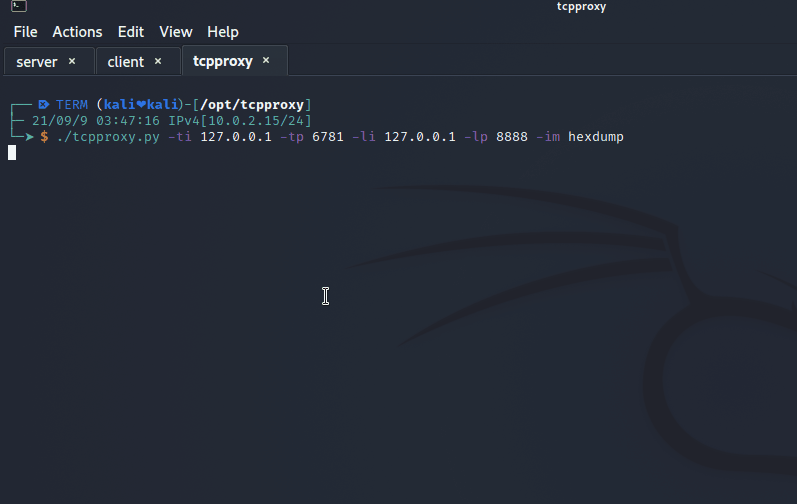 tcpproxy
File Actions Edit View Help
server × client × tcpproxy ×
TERM (kali❤kali)-[/opt/tcpproxy]
21/09/9 03:47:16 IPv4[10.0.2.15/24]
$ ./tcpproxy.py -ti 127.0.0.1 -tp 6781 -li 127.0.0.1 -lp 8888 -im hexdump